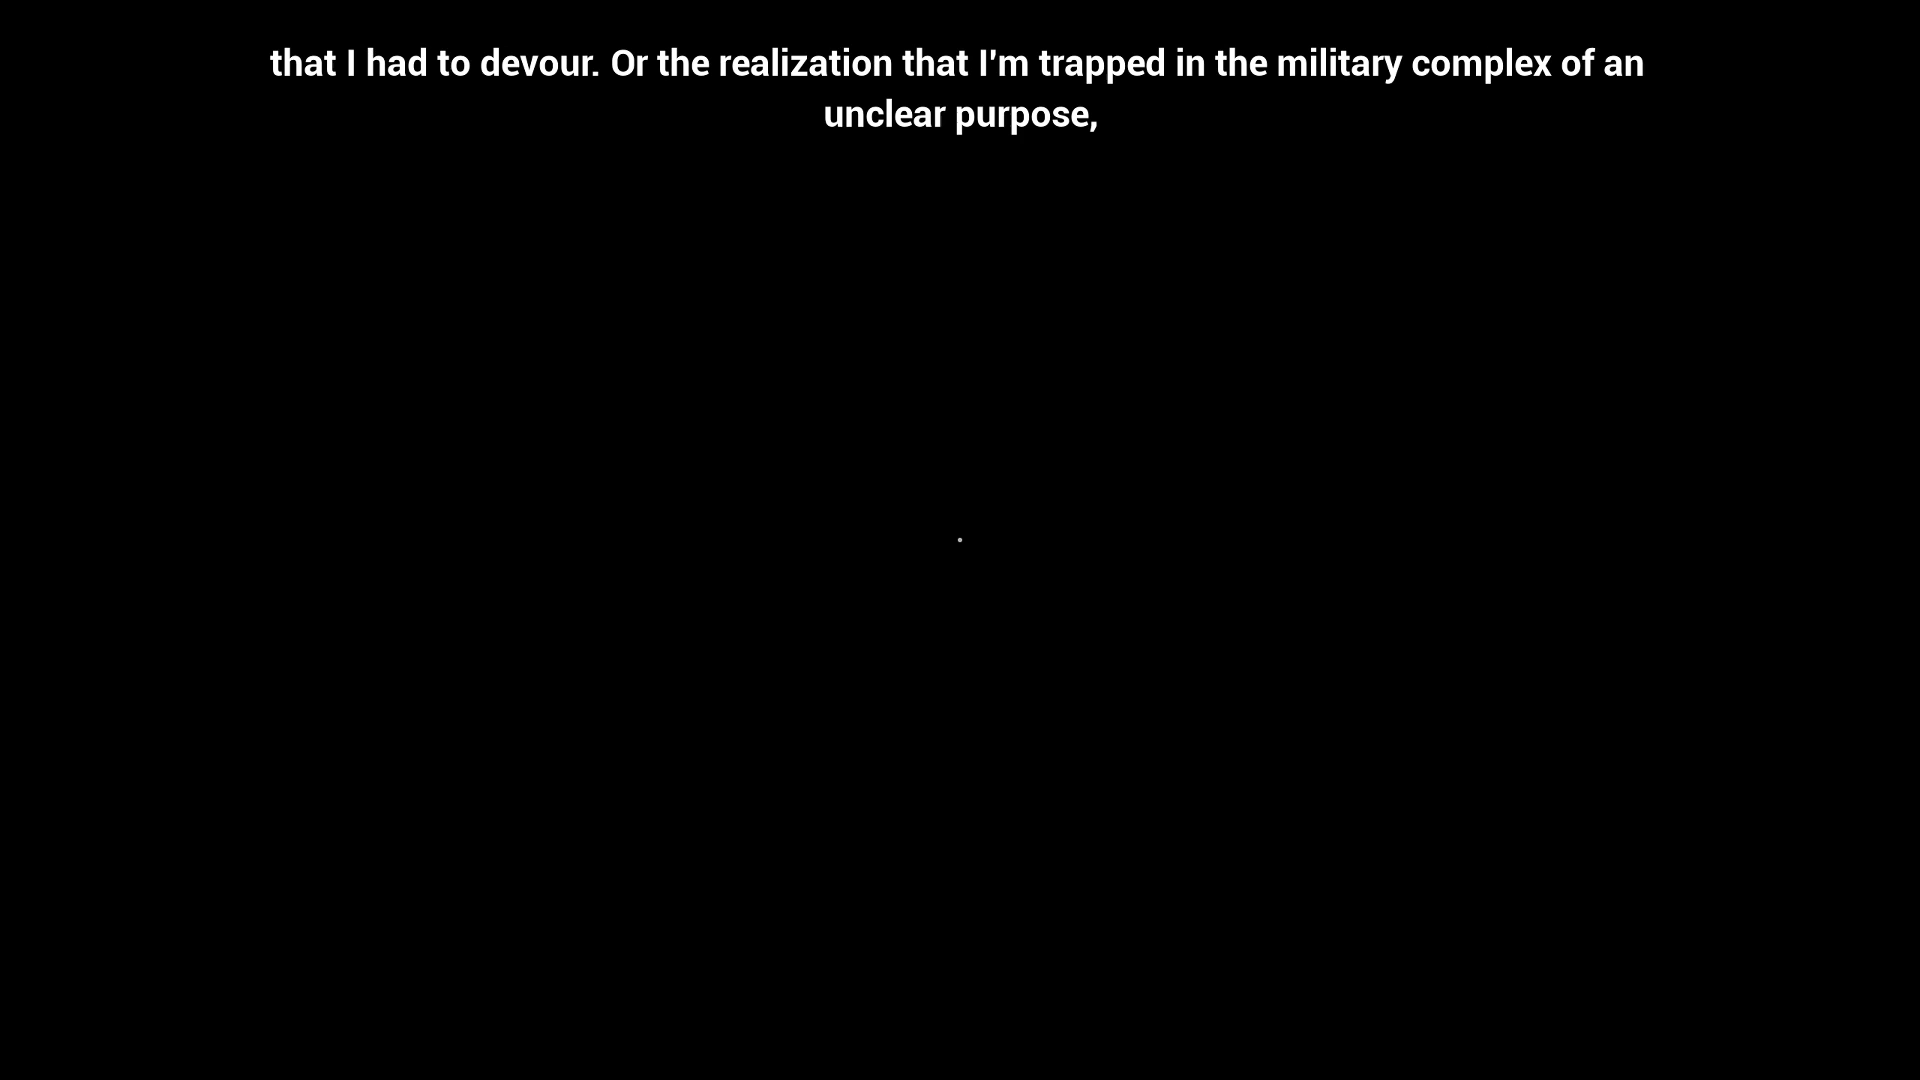 that I had to devour. Or the realization that I'm trapped in the military complex of an
unclear purpose,